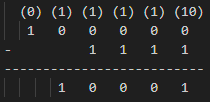 (0) (1) (1) (1) (1) (10)
1 0 0 0 0 0
- 1 1 1 1
------------------------------
1 0 0 0 1